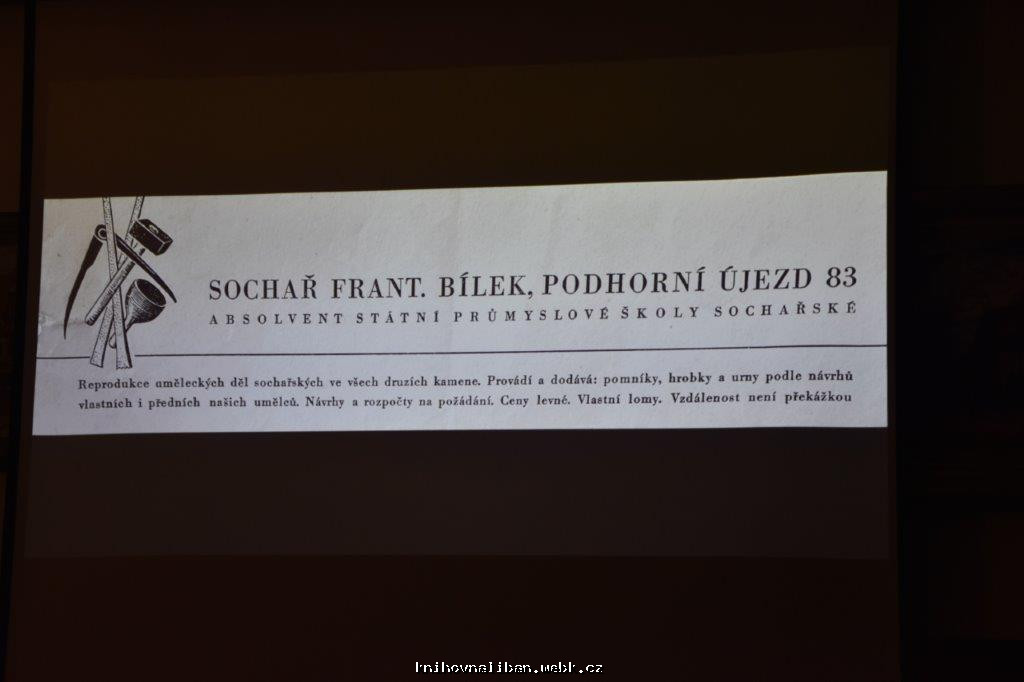 SOCHAŘ FRANT. BÍLEK, PODHORNÍ ÚJEZD 83
ABSOLVENT STÁTNÍ PRŮMYSLOVÉ ŠKOLY SOCHAŘSKÉ
Reprodukce uměleckých děl sochařských ve všech druzích kamene. Provádí a dodává: pomníky, hrobky a urny podle návrhů
vlastních i předních našich umělců. Návrhy a rozpočty na požádání. Ceny levné. Vlastní lomy. Vzdálenost není překážkou
knihovnaliban.webk.cz